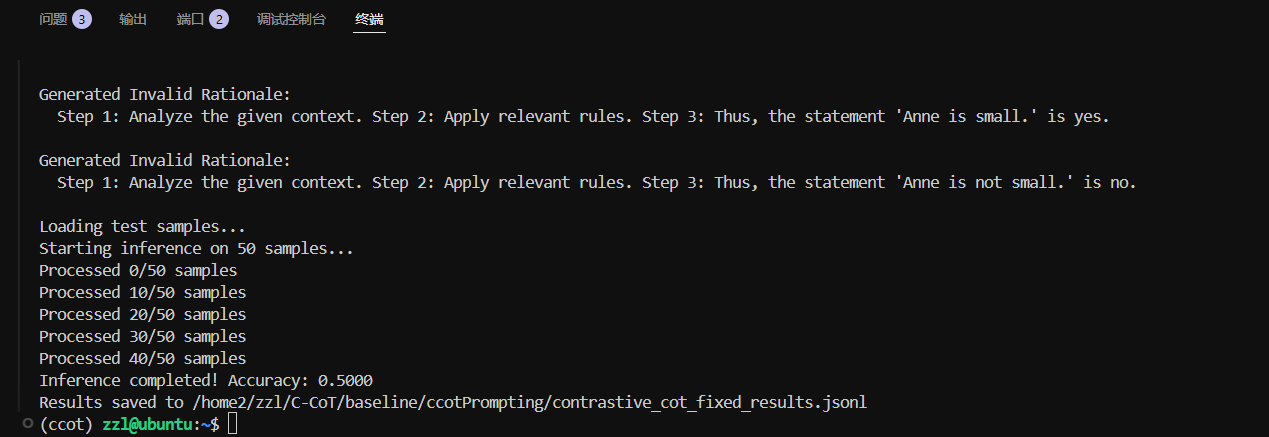 问题 3 输出 端口 2 调试控制台 终端
Generated Invalid Rationale:
Step 1: Analyze the given context. Step 2: Apply relevant rules. Step 3: Thus, the statement 'Anne is small.' is yes.
Generated Invalid Rationale:
Step 1: Analyze the given context. Step 2: Apply relevant rules. Step 3: Thus, the statement 'Anne is not small.' is no.
Loading test samples...
Starting inference on 50 samples...
Processed 0/50 samples
Processed 10/50 samples
Processed 20/50 samples
Processed 30/50 samples
Processed 40/50 samples
Inference completed! Accuracy: 0.5000
Results saved to /home2/zzl/C-CoT/baseline/ccotPrompting/contrastive_cot_fixed_results.jsonl
(ccot) zzl@ubuntu:~$